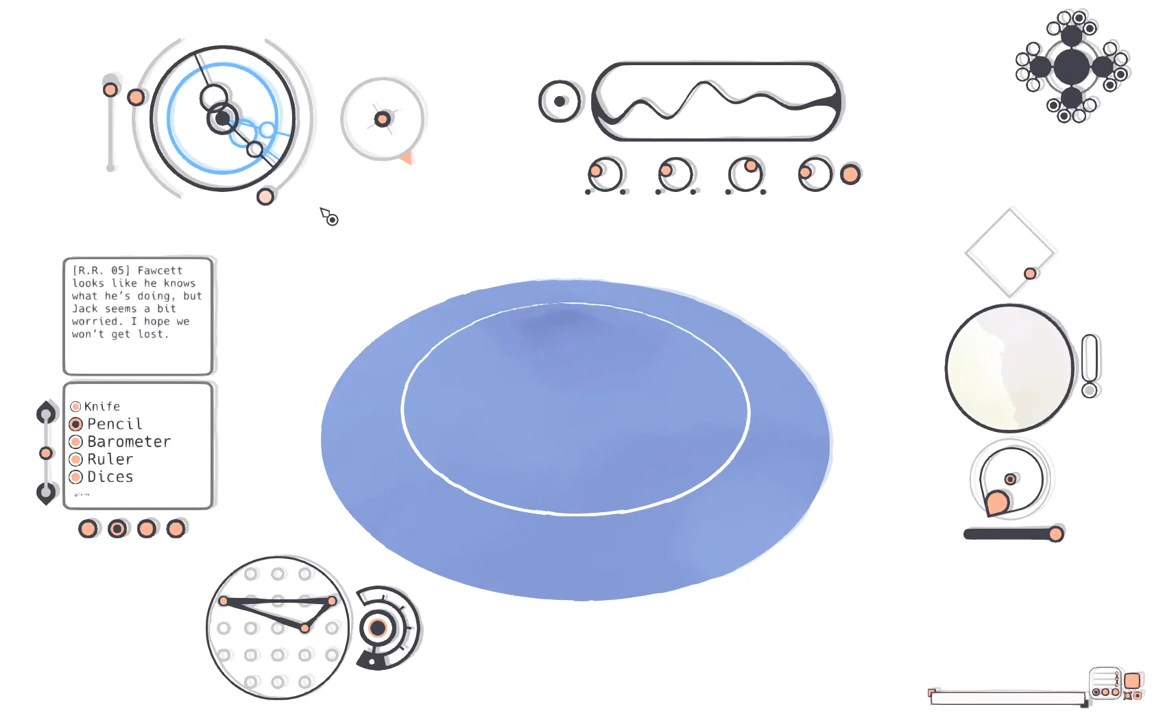 [R.R. 05] Fawcett
looks like he knows
what he's doing, but
Jack seems a bit
worried. I hope we
won't get lost.
Knife
Pencil
Barometer
Ruler
Dices